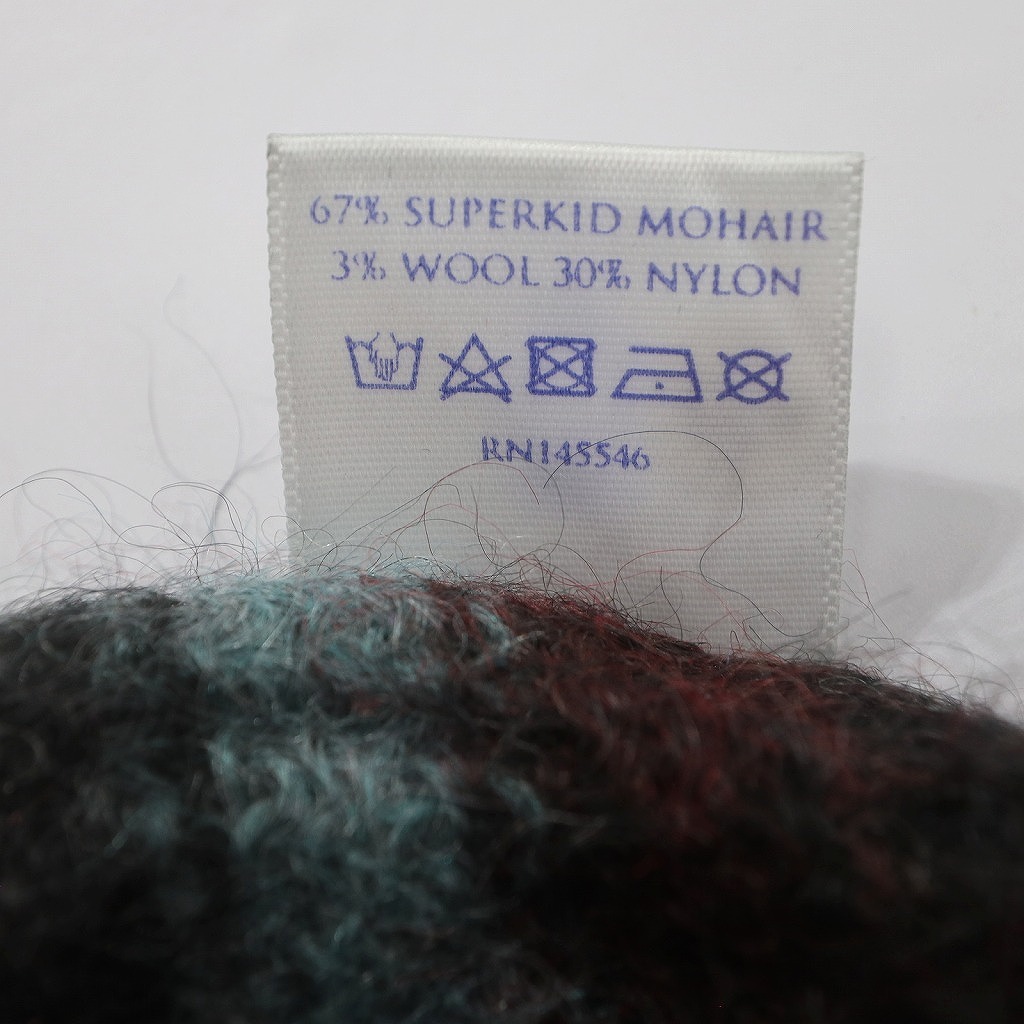 67% SUPERKID MOHAIR
3% WOOL 30% NYLON
RN145546